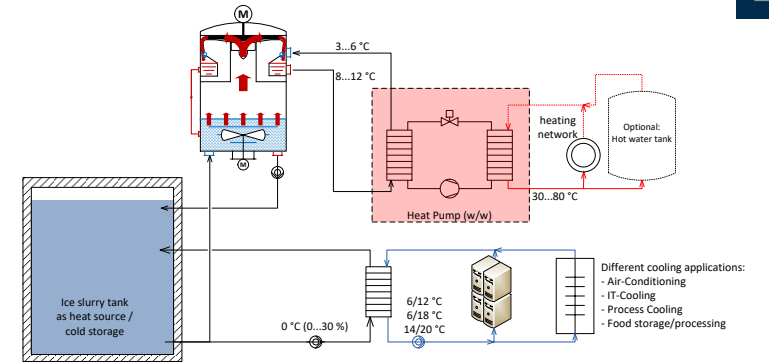 M
3...6 °C
8...12 °C
M
heating
network
Optional:
Hot water tank
30...80 °C
Heat Pump (w/w)
Ice slurry tank
as heat source /
cold storage
0 °C (0...30 %)
6/12 °C
6/18 °C
14/20 °C
Different cooling applications:
- Air-Conditioning
- IT-Cooling
- Process Cooling
- Food storage/processing